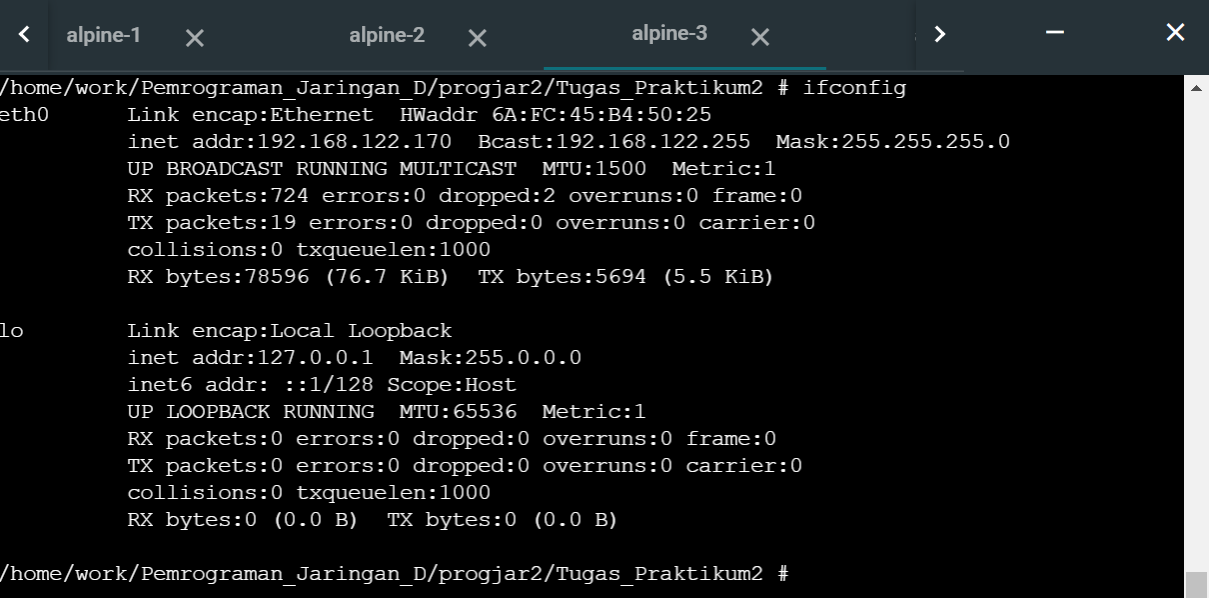 alpine-1 alpine-2 alpine-3
/home/work/Pemrograman_Jaringan_D/progjar2/Tugas_Praktikum2 # ifconfig
eth0 Link encap:Ethernet HWaddr 6A:FC:45:B4:50:25
inet addr:192.168.122.170 Bcast:192.168.122.255 Mask:255.255.255.0
UP BROADCAST RUNNING MULTICAST MTU:1500 Metric:1
RX packets:724 errors:0 dropped:2 overruns:0 frame:0
TX packets:19 errors:0 dropped:0 overruns:0 carrier:0
collisions:0 txqueuelen:1000
RX bytes:78596 (76.7 KiB) TX bytes:5694 (5.5 KiB)
lo Link encap:Local Loopback
inet addr:127.0.0.1 Mask:255.0.0.0
inet6 addr: ::1/128 Scope:Host
UP LOOPBACK RUNNING MTU:65536 Metric:1
RX packets:0 errors:0 dropped:0 overruns:0 frame:0
TX packets:0 errors:0 dropped:0 overruns:0 carrier:0
collisions:0 txqueuelen:1000
RX bytes:0 (0.0 B) TX bytes:0 (0.0 B)
/home/work/Pemrograman_Jaringan_D/progjar2/Tugas_Praktikum2 #